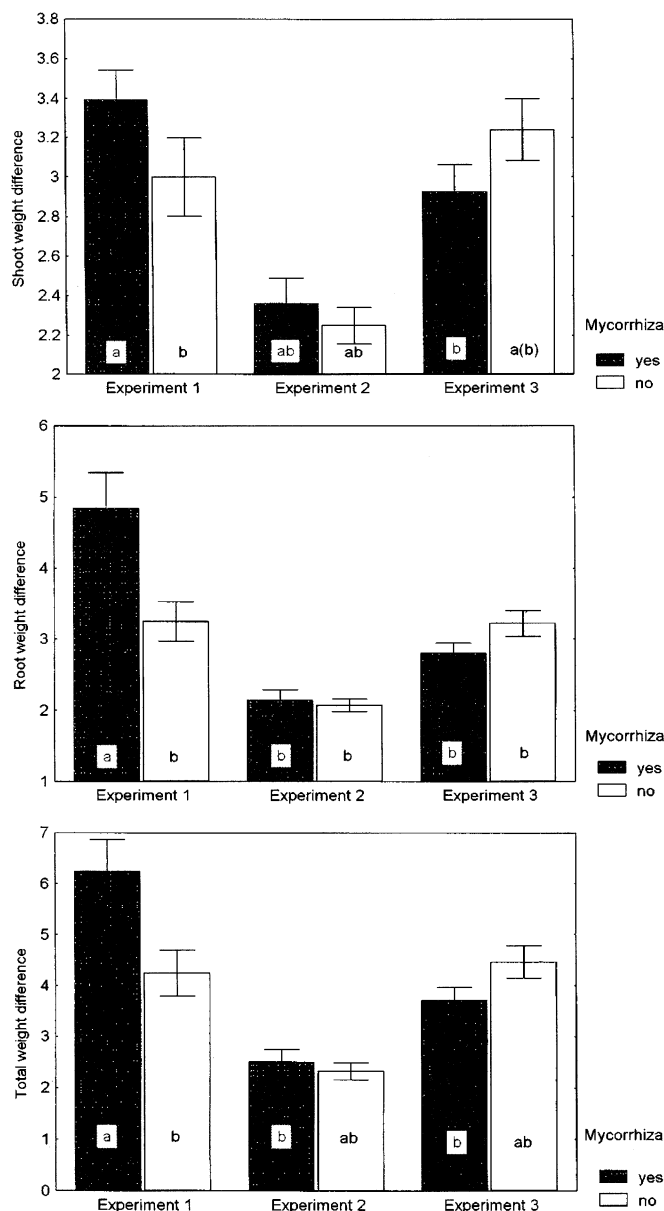 3.8
3.6
3.4
3.2
3
2.8
2.6
2.4
2.2
2
Shoot weight difference
a
b
ab
ab
b
a(b)
Experiment 1
Experiment 2
Experiment 3
Mycorrhiza
yes
no
6
5
4
3
2
1
Root weight difference
a
b
b
b
b
b
Experiment 1
Experiment 2
Experiment 3
Mycorrhiza
yes
no
7
6
5
4
3
2
1
0
Total weight difference
a
b
b
ab
b
ab
Experiment 1
Experiment 2
Experiment 3
Mycorrhiza
yes
no